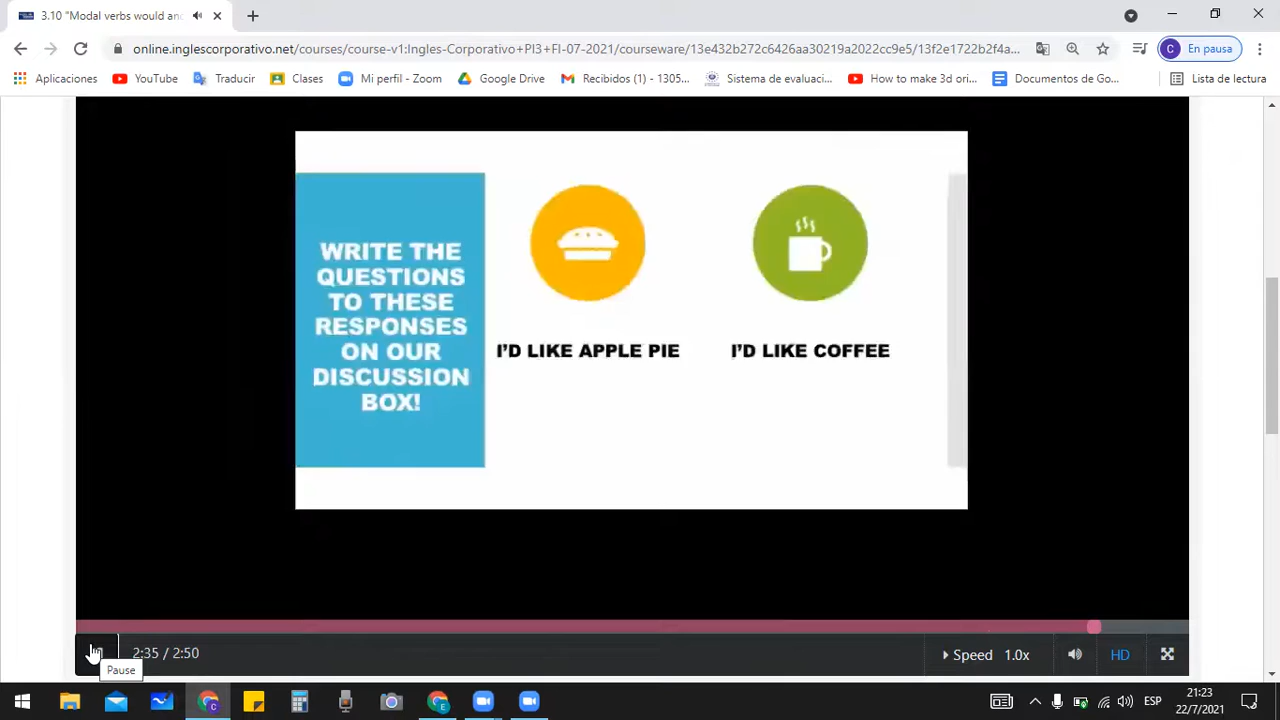 3.10 "Modal verbs would an
online.inglescorporativo.net/courses/course-v1:Ingles-Corporativo+PI3+FI-07-2021/courseware/13e432b272c6426aa30219a2022cc9e5/13f2e1722b2f4a...
C En pausa
Aplicaciones YouTube Traducir Clases Mi perfil - Zoom Google Drive Recibidos (1) - 1305... Sistema de evaluaci... How to make 3d ori... Documentos de Go... Lista de lectura
WRITE THE
QUESTIONS
TO THESE
RESPONSES
ON OUR
DISCUSSION
BOX!
I'D LIKE APPLE PIE
I'D LIKE COFFEE
2:35 / 2:50
Speed 1.0x
HD
Pause
ESP
21:23
22/7/2021